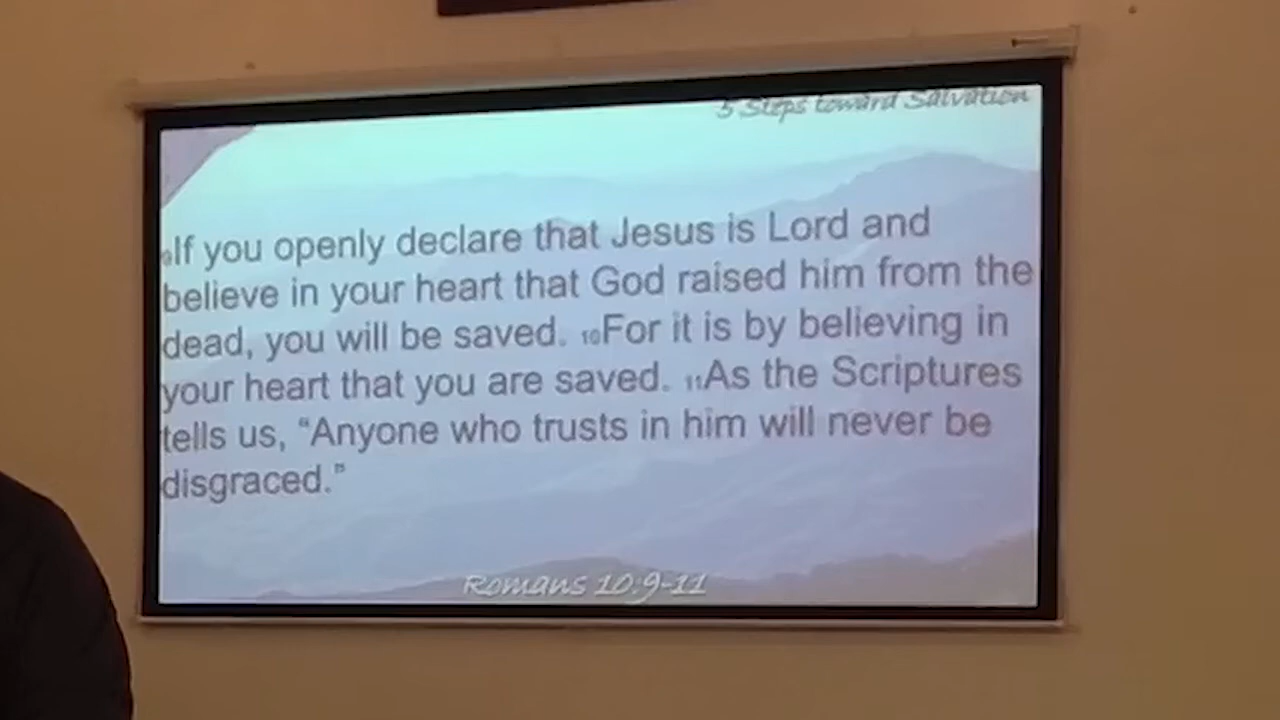 5 Steps toward Salvation
9If you openly declare that Jesus is Lord and
believe in your heart that God raised him from the
dead, you will be saved. 10For it is by believing in
your heart that you are saved. 11As the Scriptures
tells us, “Anyone who trusts in him will never be
disgraced.”
Romans 10:9-11